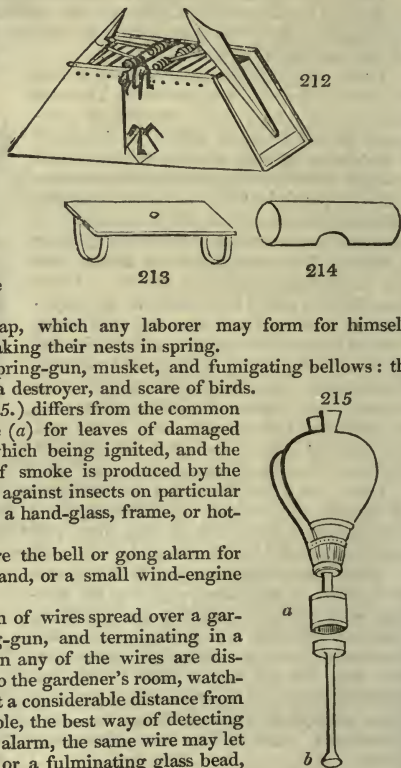 212
213
214
e
ap, which any laborer may form for himsel
aking their nests in spring.
pring-gun, musket, and fumigating bellows: th
a destroyer, and scare of birds.
5.) differs from the common
(a) for leaves of damaged
hich being ignited, and the
f smoke is produced by the
against insects on particular
a hand-glass, frame, or hot-
re the bell or gong alarm for
and, or a small wind-engine
n of wires spread over a gar-
g-gun, and terminating in a
n any of the wires are dis-
o the gardener's room, watch-
t a considerable distance from
ble, the best way of detecting
alarm, the same wire may let
or a fulminating glass bead,
215
a
b